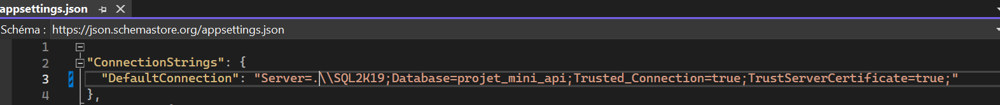 appsettings.json
Schéma : https://json.schemastore.org/appsettings.json
1
2 "ConnectionStrings": {
3 "DefaultConnection": "Server=.\\SQL2K19;Database=projet_mini_api;Trusted_Connection=true;TrustServerCertificate=true;"
4 },